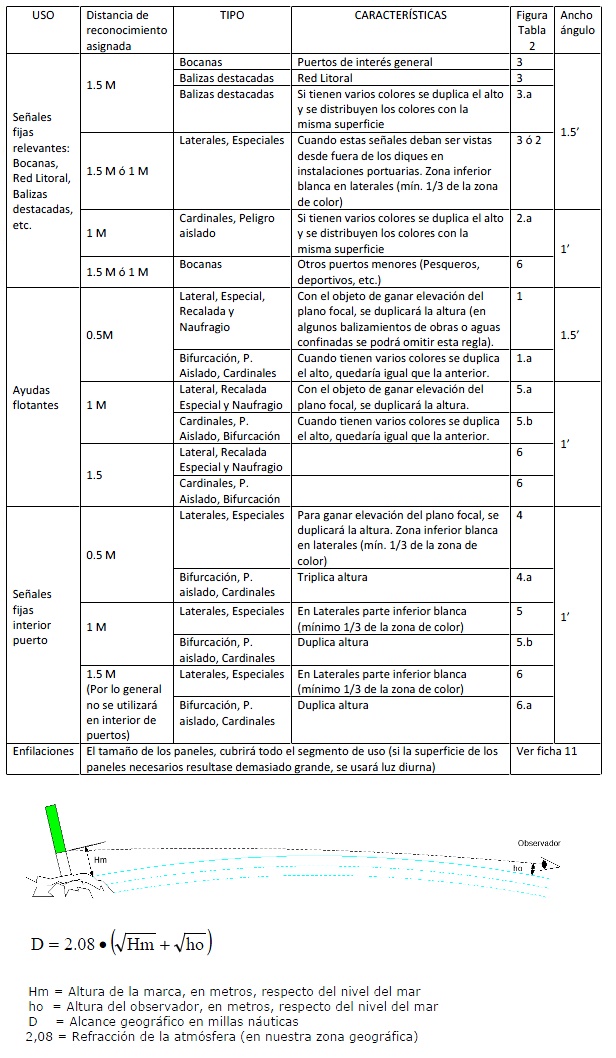 USO Distancia de reconocimiento asignada TIPO CARACTERÍSTICAS Figura Tabla 2 Ancho ángulo
Señales fijas relevantes: Bocanas, Red Litoral, Balizas destacadas, etc.
1.5 M
Bocanas Puertos de interés general 3
Balizas destacadas Red Litoral 3
Balizas destacadas Si tienen varios colores se duplica el alto
y se distribuyen los colores con la
misma superficie
3.a
1.5’
1.5 M ó 1 M
Laterales, Especiales Cuando estas señales deban ser vistas
desde fuera de los diques en
instalaciones portuarias. Zona inferior
blanca en laterales (mín. 1/3 de la zona
de color)
3 ó 2
1 M
Cardinales, Peligro
aislado
Si tienen varios colores se duplica el alto
y se distribuyen los colores con la
misma superficie
2.a
1’
1.5 M ó 1 M
Bocanas Otros puertos menores (Pesqueros,
deportivos, etc.)
6
Ayudas
flotantes
0.5M
Lateral, Especial,
Recalada y
Naufragio
Con el objeto de ganar elevación del
plano focal, se duplicará la altura (en
algunos balizamientos de obras o aguas
confinadas se podrá omitir esta regla).
1
1.5’
Bifurcación, P.
Aislado, Cardinales
Cuando tienen varios colores se duplica
el alto, quedaría igual que la anterior.
1.a
1 M
Lateral, Recalada
Especial y Naufragio
Con el objeto de ganar elevación del
plano focal, se duplicará la altura.
5.a
Cardinales, P.
Aislado, Bifurcación
Cuando tienen varios colores se duplica
el alto, quedaría igual que la anterior.
5.b
1’
1.5
Lateral, Recalada
Especial y Naufragio
6
Cardinales, P.
Aislado, Bifurcación
6
Señales
fijas
interior
puerto
0.5 M
Laterales, Especiales Para ganar elevación del plano focal, se
duplicará la altura. Zona inferior blanca
en laterales (mín. 1/3 de la zona de
color)
4
Bifurcación, P.
aislado, Cardinales
Triplica altura 4.a
1’
1 M
Laterales, Especiales En Laterales parte inferior blanca
(mínimo 1/3 de la zona de color)
5
Bifurcación, P.
aislado, Cardinales
Duplica altura 5.b
1.5 M
(Por lo general
no se utilizará
en interior de
puertos)
Laterales, Especiales En Laterales parte inferior blanca
(mínimo 1/3 de la zona de color)
6
Bifurcación, P.
aislado, Cardinales
Duplica altura 6.a
Enfilaciones El tamaño de los paneles, cubrirá todo el segmento de uso (si la superficie de los
paneles necesarios resultase demasiado grande, se usará luz diurna)
Ver ficha 11
Observador
Hm
ho
D = 2.08 • (√Hm + √ho)
Hm = Altura de la marca, en metros, respecto del nivel del mar
ho = Altura del observador, en metros, respecto del nivel del mar
D = Alcance geográfico en millas náuticas
2,08 = Refracción de la atmósfera (en nuestra zona geográfica)